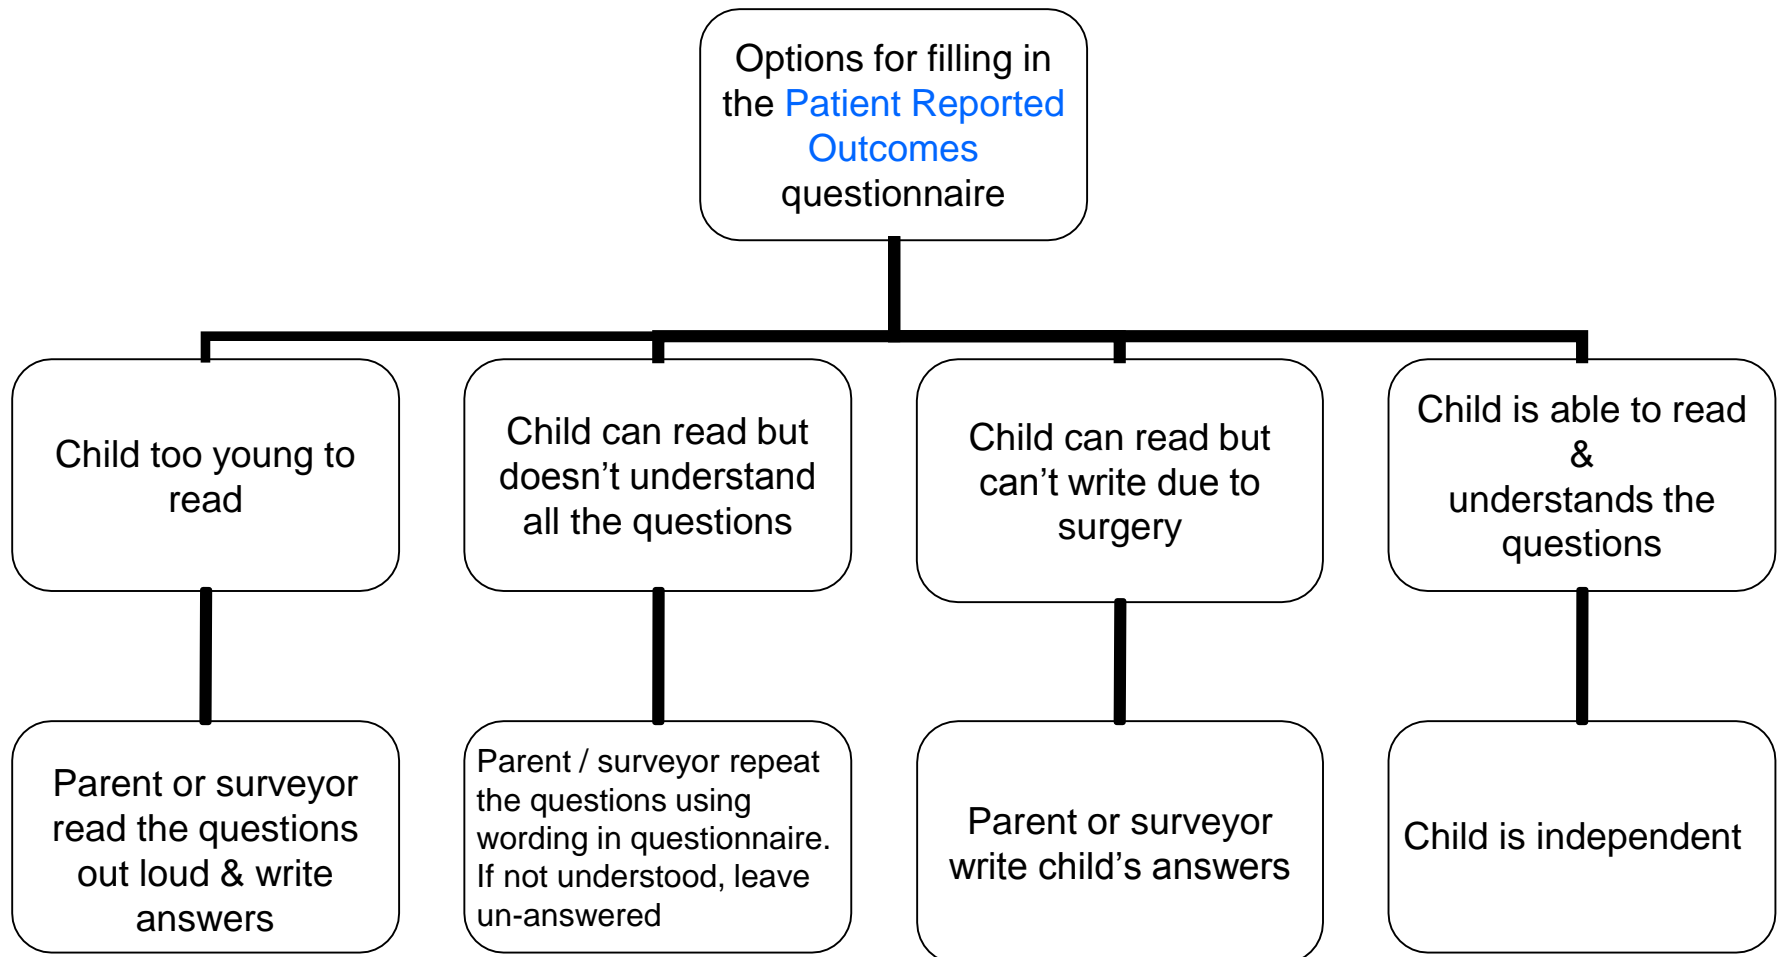 Options for filling in
the Patient Reported
Outcomes
questionnaire
Child too young to
read
Child can read but
doesn’t understand
all the questions
Child can read but
can’t write due to
surgery
Child is able to read
&
understands the
questions
Parent or surveyor
read the questions
out loud & write
answers
Parent / surveyor repeat
the questions using
wording in questionnaire.
If not understood, leave
un-answered
Parent or surveyor
write child’s answers
Child is independent